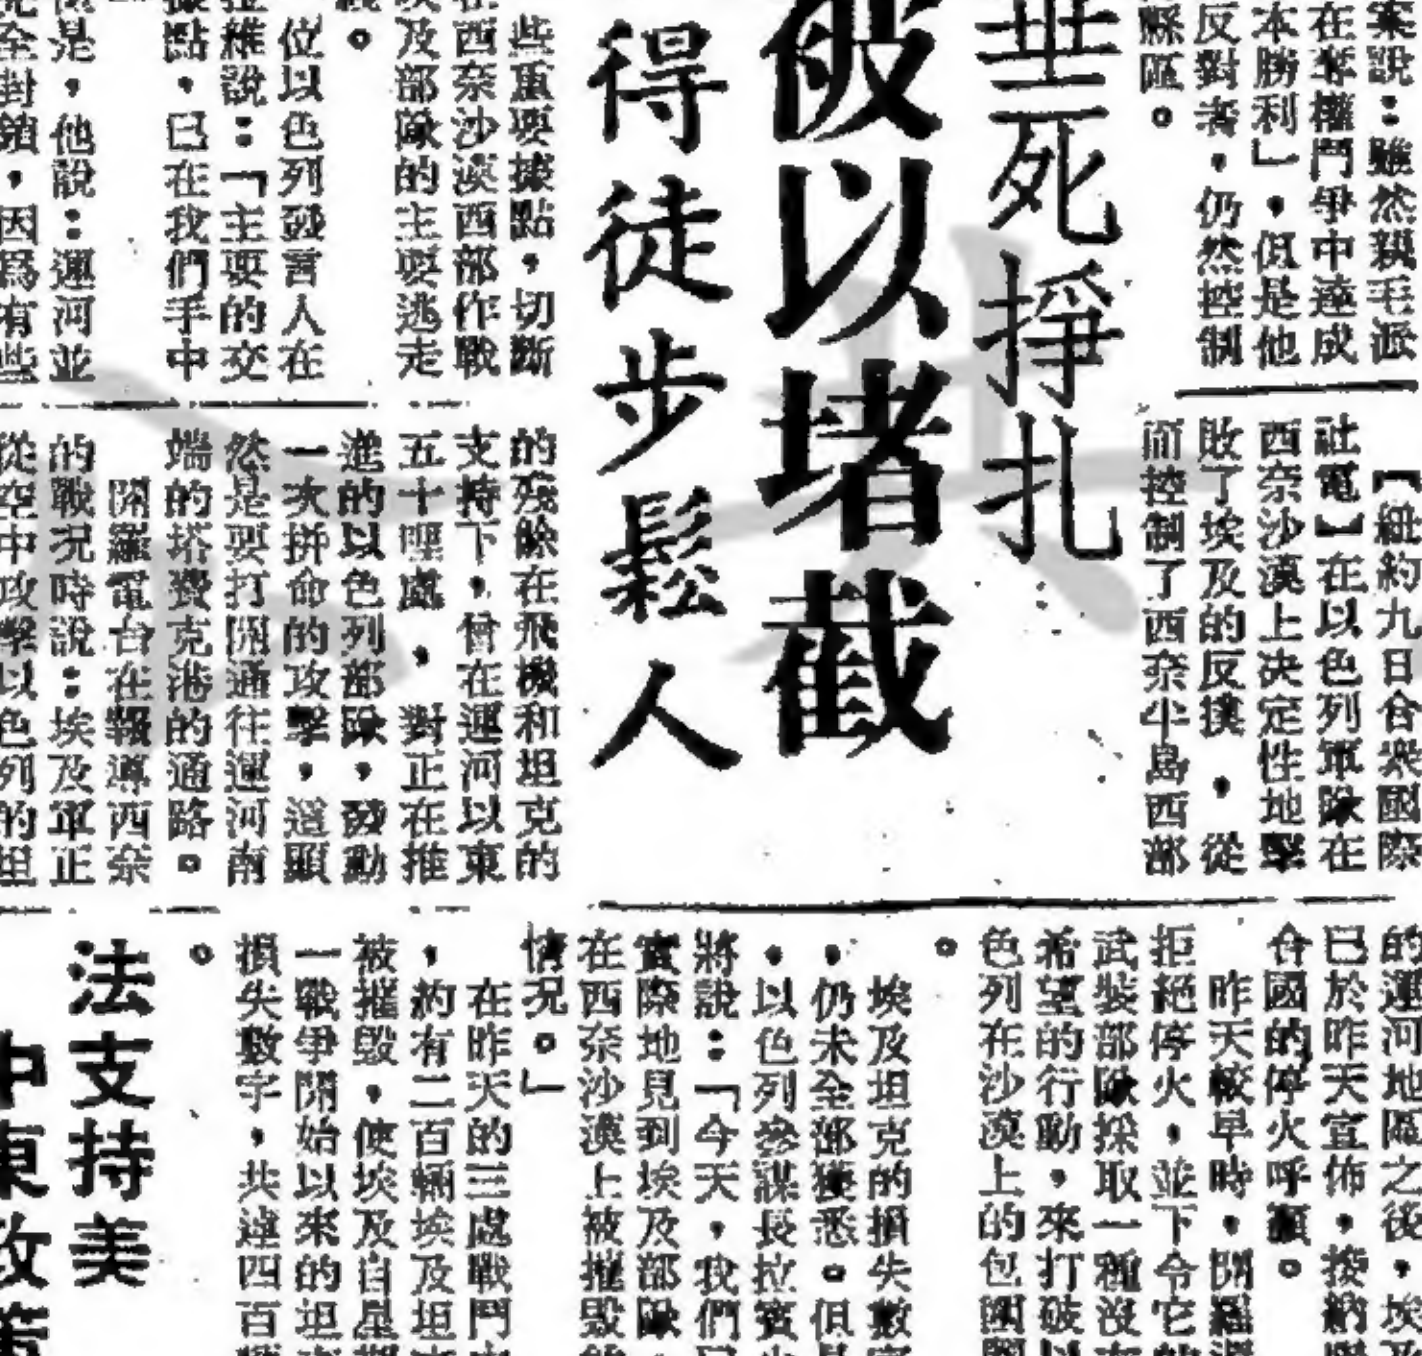 案說：雖然親毛派
在奪權鬥爭中達成
本勝利」，但是他
反對者，仍然控制
縣區。
垂死掙扎
被以堵截
得徒步鬆人
些重要據點，切斷
在西奈沙漠西部作戰
埃及部隊的主要逃走
。
位以色列發言人在
拉維說：「主要的交
據點，已在我們手中
但是，他說：運河並
完全封鎖，因爲有些
【紐約九日合衆國際
社電】在以色列軍隊在
西奈沙漠上決定性地擊
敗了埃及的反撲，從
而控制了西奈半島西部
的殘餘在飛機和坦克的
支持下，曾在運河以東
五十哩處，對正在推
進的以色列部隊，發動
一次拼命的攻擊，這顯
然是要打開通往運河南
端的塔費克港的通路。
開羅電台在報導西奈
的戰況時說：埃及軍正
從空中攻擊以色列的坦
的運河地區之後，埃及
已於昨天宣佈，接納聯
合國的停火呼籲。
昨天較早時，開羅還
拒絕停火，並下令它的
武裝部隊採取一種沒有
希望的行動，來打破以
色列在沙漠上的包圍圈
。
埃及坦克的損失數字
，仍未全部獲悉。但是
，以色列參謀長拉賓少
將說：「今天，我們已
實際地見到埃及部隊，
在西奈沙漠上被摧毀的
情況。」
在昨天的三處戰鬥中
，約有二百輛埃及坦克
被摧毀，使埃及自星期
一戰爭開始以來的坦克
損失數字，共達四百輛
。
法支持美
中東政策